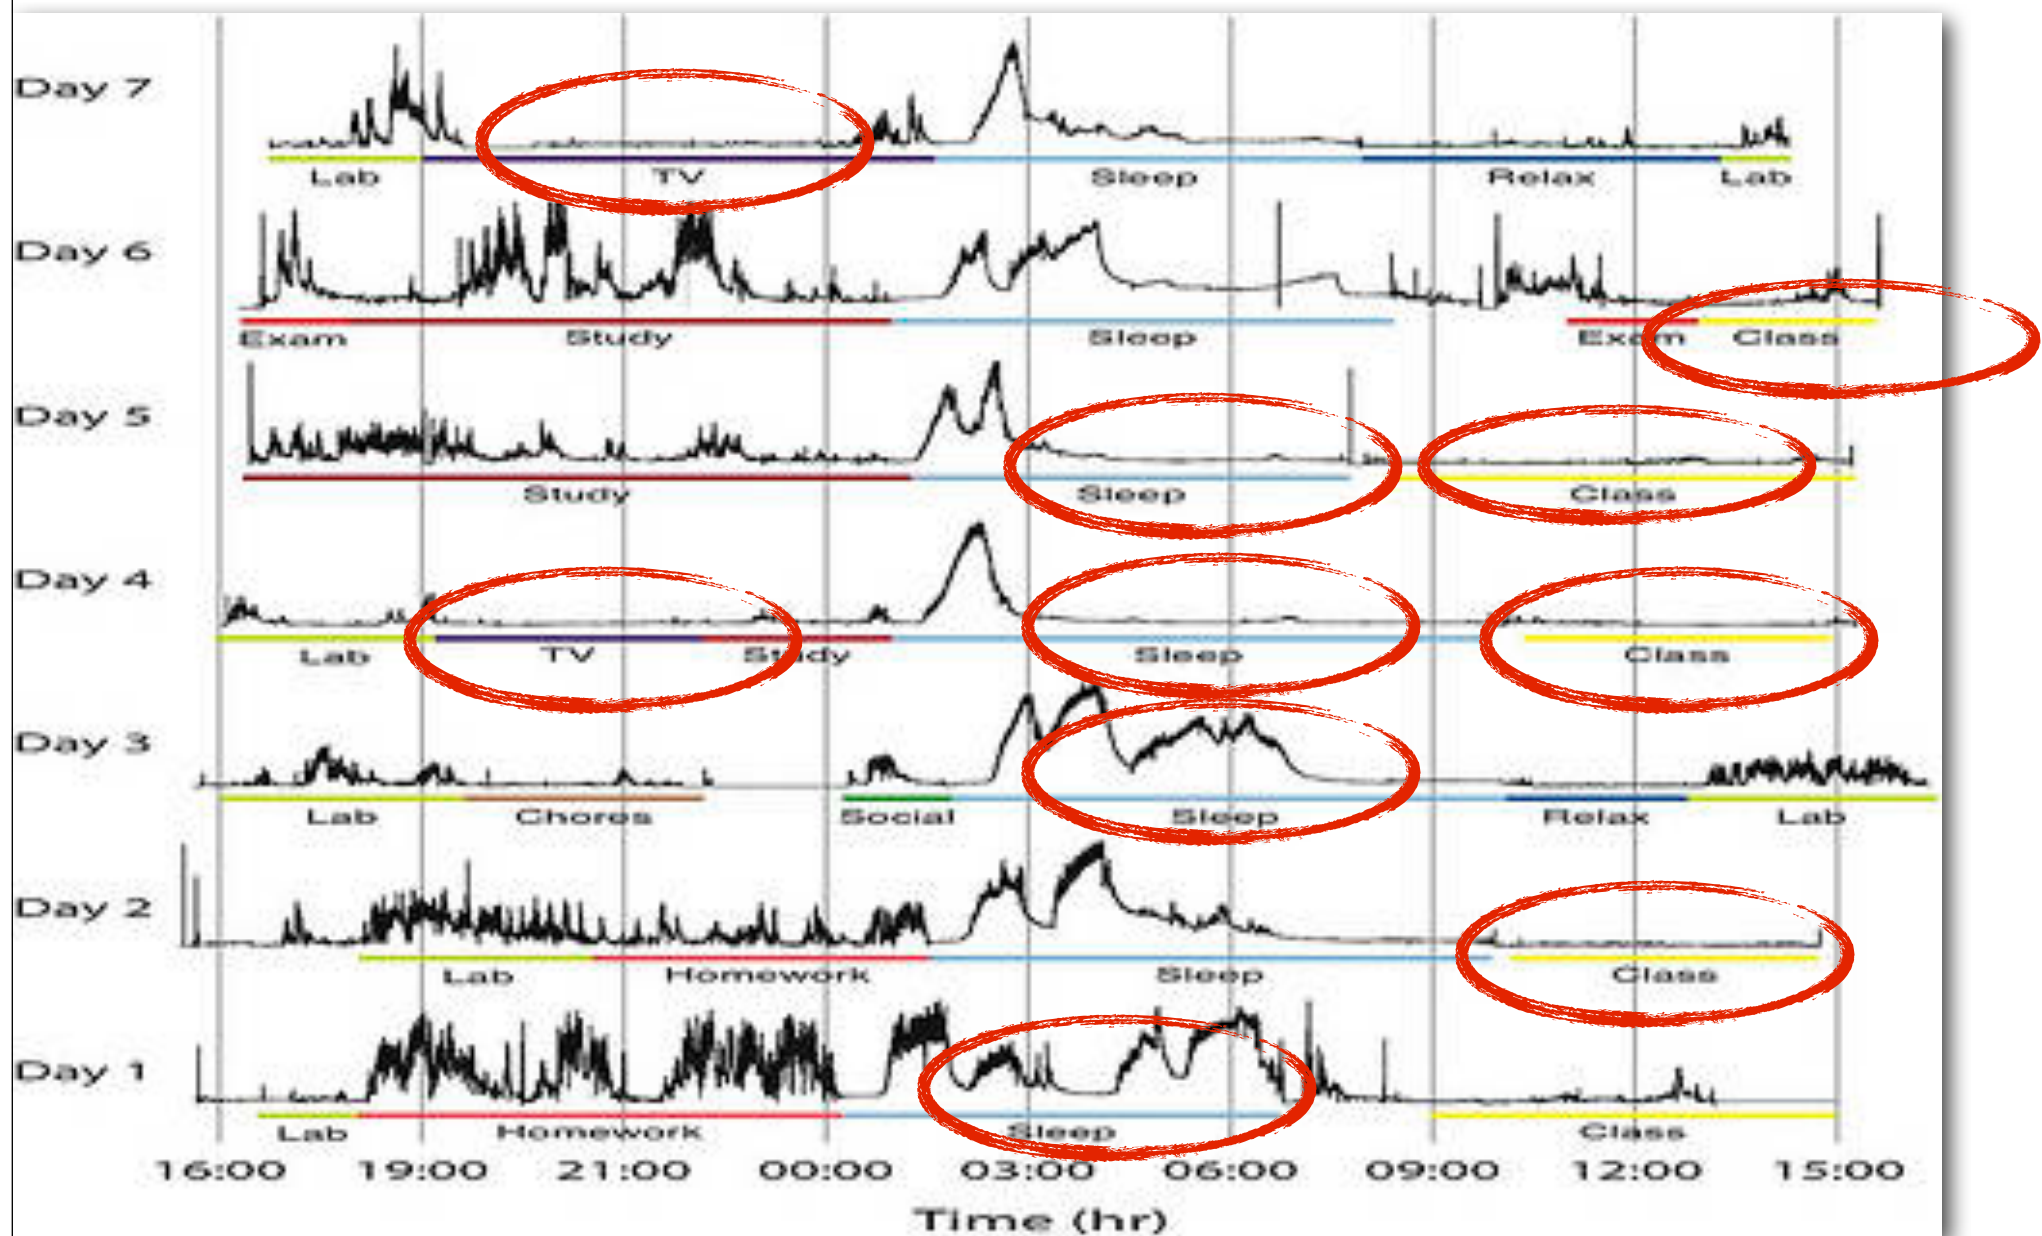 Day 7
Lab TV Sleep Relax Lab
Day 6
Exam Study Sleep Exam Class
Day 5
Study Sleep Class
Day 4
Lab TV Study Sleep Class
Day 3
Lab Chores Social Sleep Relax Lab
Day 2
Lab Homework Sleep Class
Day 1
Lab Homework Sleep Class
16:00 19:00 21:00 00:00 03:00 06:00 09:00 12:00 15:00
Time (hr)